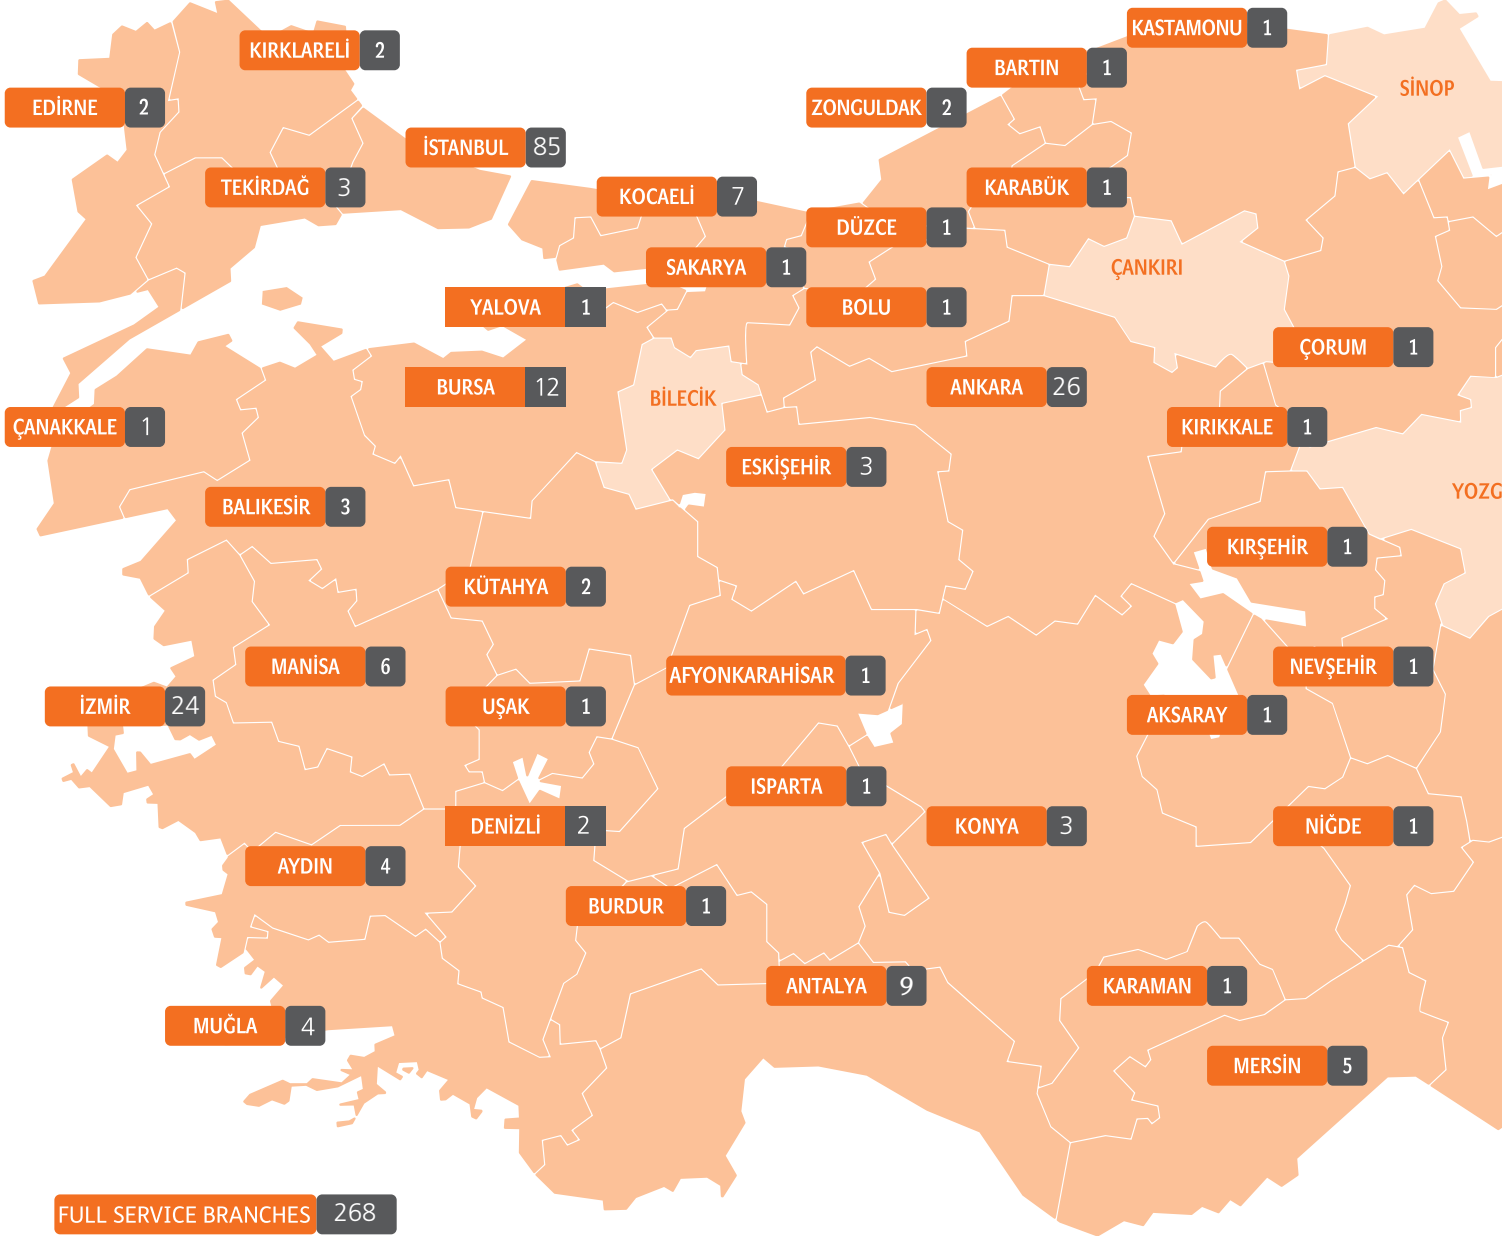 KASTAMONU 1
KIRKLARELİ 2
BARTIN 1
SİNOP
EDİRNE 2
ZONGULDAK 2
İSTANBUL 85
TEKİRDAĞ 3
KARABÜK 1
KOCAELİ 7
DÜZCE 1
SAKARYA 1
ÇANKIRI
YALOVA 1
BOLU 1
ÇORUM 1
BURSA 12
BİLECİK
ANKARA 26
ÇANAKKALE 1
KIRIKKALE 1
ESKİŞEHİR 3
YOZG
BALIKESİR 3
KIRŞEHİR 1
KÜTAHYA 2
MANİSA 6
AFYONKARAHİSAR 1
NEVŞEHİR 1
İZMİR 24
UŞAK 1
AKSARAY 1
ISPARTA 1
DENİZLİ 2
KONYA 3
NİĞDE 1
AYDIN 4
BURDUR 1
ANTALYA 9
KARAMAN 1
MUĞLA 4
MERSİN 5
FULL SERVICE BRANCHES 268